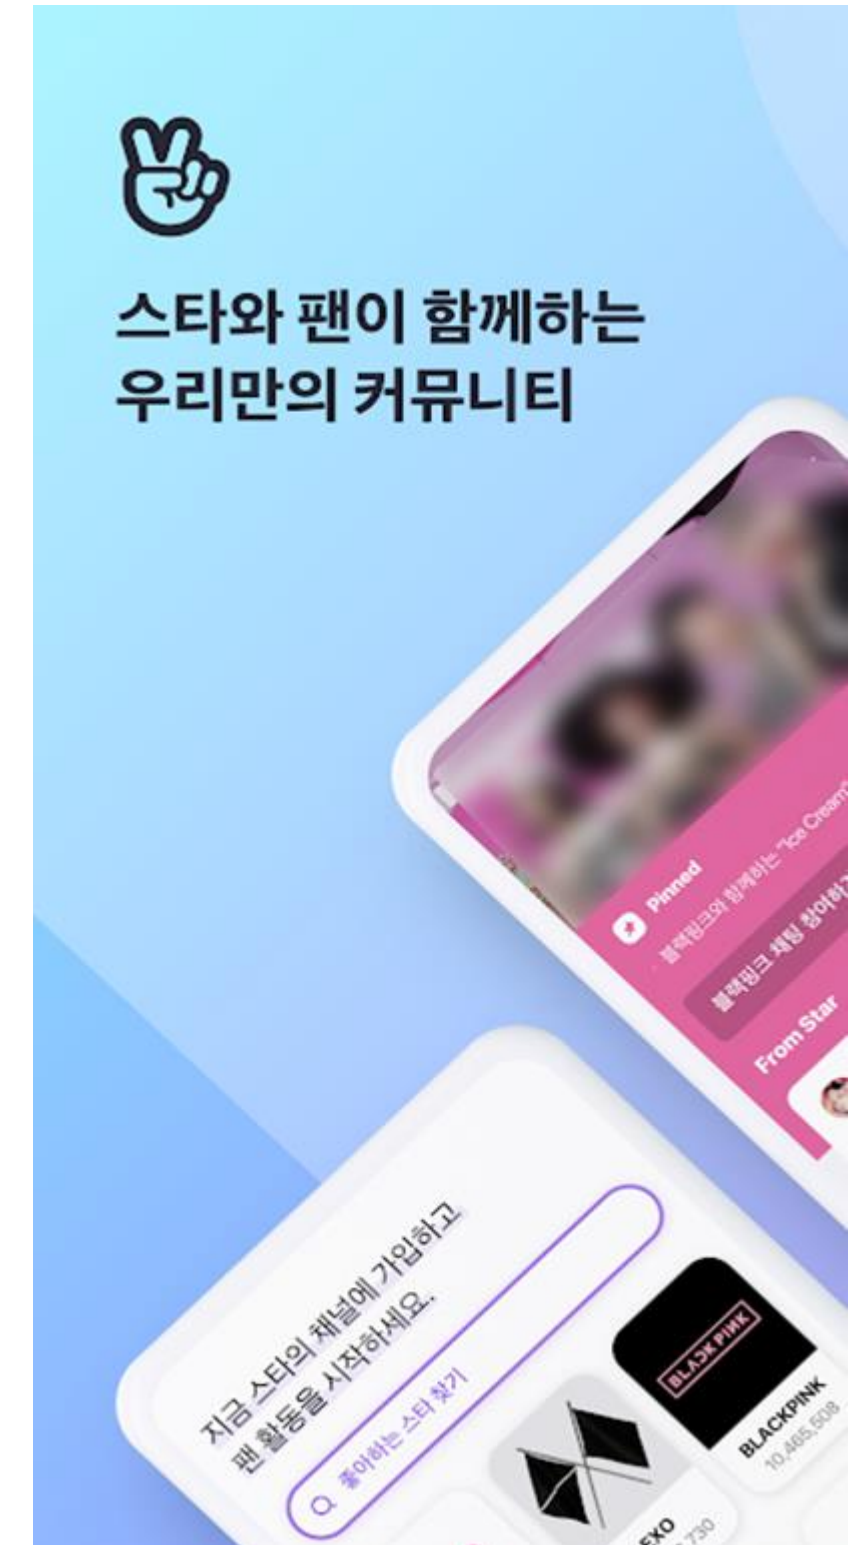 스타와 팬이 함께하는
우리만의 커뮤니티
Pinned
블랙핑크와 함께하는 "Ice Cream"
블랙핑크 채팅 참여하기
From Star
지금 스타의 채널에 가입하고
팬 활동을 시작하세요.
좋아하는 스타 찾기
BLACKPINK
BLACKPINK
10,465,508
EXO
730